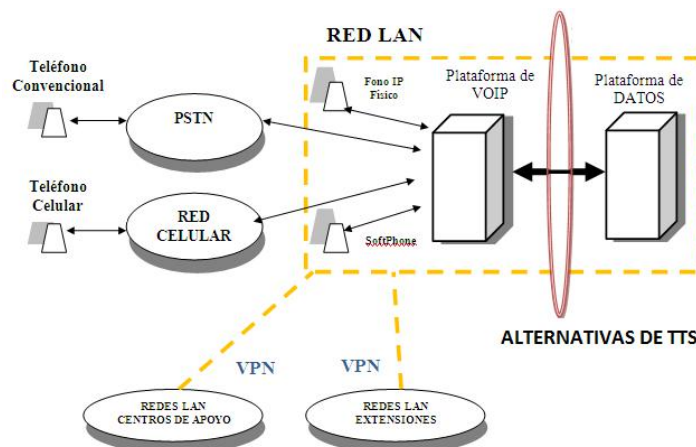 RED LAN
Teléfono
Convencional
PSTN
Fono IP
Físico
Plataforma de
VOIP
Plataforma de
DATOS
Teléfono
Celular
RED
CELULAR
SoftPhone
ALTERNATIVAS DE TTS
VPN
VPN
REDES LAN
CENTROS DE APOYO
REDES LAN
EXTENSIONES